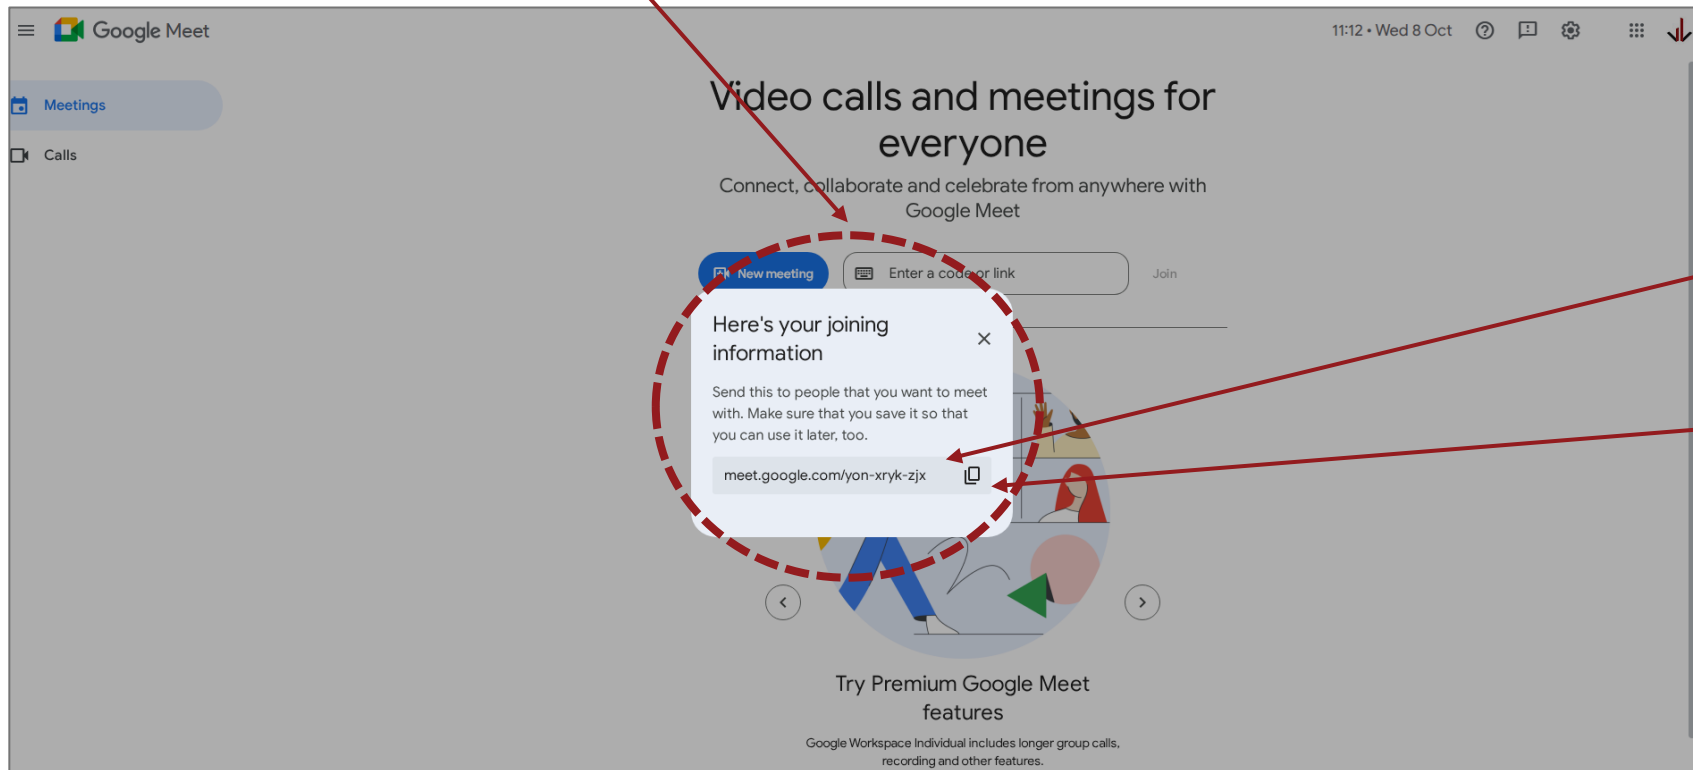 Google Meet
11:12 • Wed 8 Oct
Meetings
Calls
Video calls and meetings for
everyone
Connect, collaborate and celebrate from anywhere with
Google Meet
New meeting
Enter a code or link
Join
Here's your joining
information
Send this to people that you want to meet
with. Make sure that you save it so that
you can use it later, too.
meet.google.com/yon-xryk-zjx
Try Premium Google Meet
features
Google Workspace Individual includes longer group calls,
recording and other features.